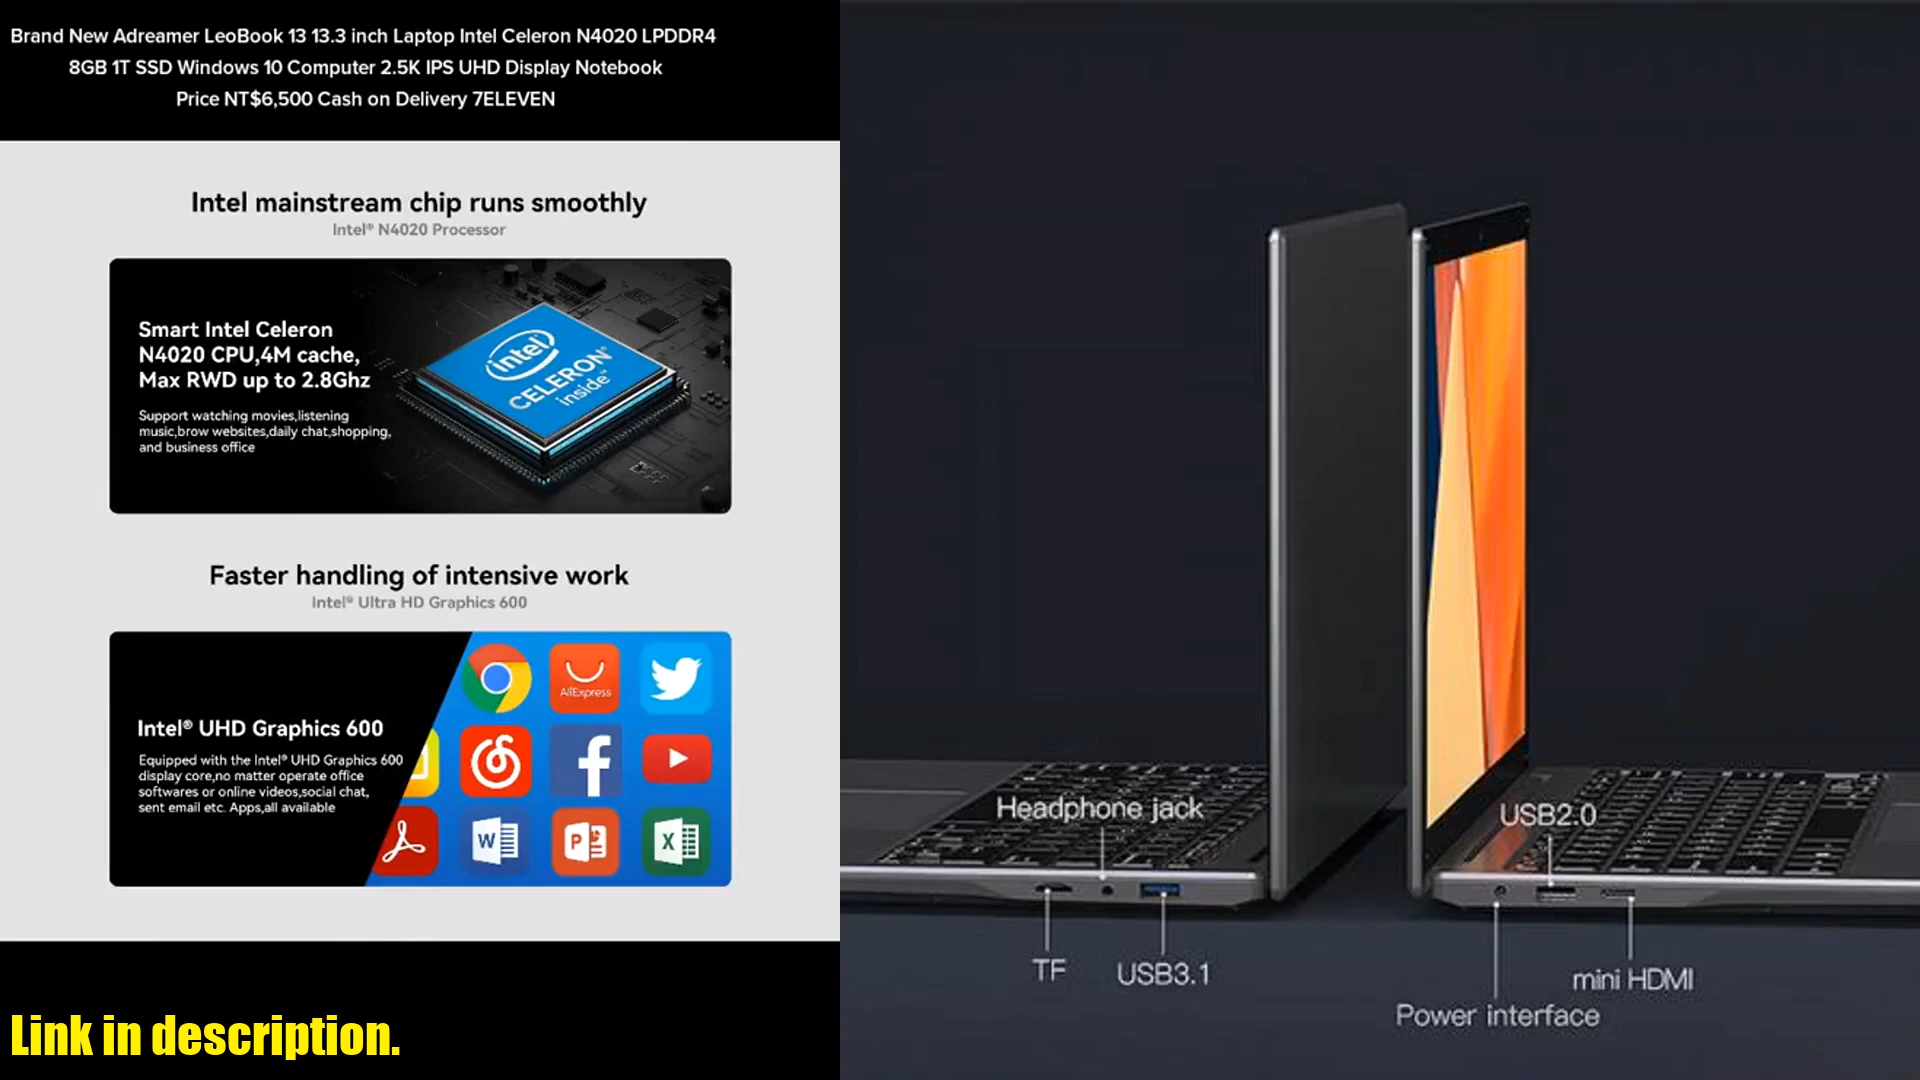 Brand New Adreamer LeoBook 13 13.3 inch Laptop Intel Celeron N4020 LPDDR4
8GB 1T SSD Windows 10 Computer 2.5K IPS UHD Display Notebook
Price NT$6,500 Cash on Delivery 7ELEVEN
Intel mainstream chip runs smoothly
Intel® N4020 Processor
Smart Intel Celeron
N4020 CPU,4M cache,
Max RWD up to 2.8Ghz
Support watching movies,listening
music,brow websites,daily chat,shopping,
and business office
intel
CELERON®
inside™
Faster handling of intensive work
Intel® Ultra HD Graphics 600
Intel® UHD Graphics 600
Equipped with the Intel® UHD Graphics 600
display core,no matter operate office
softwares or online videos,social chat,
sent email etc. Apps,all available
AliExpress
W
P
X
Link in description.
Headphone jack
TF
USB3.1
USB2.0
mini HDMI
Power interface